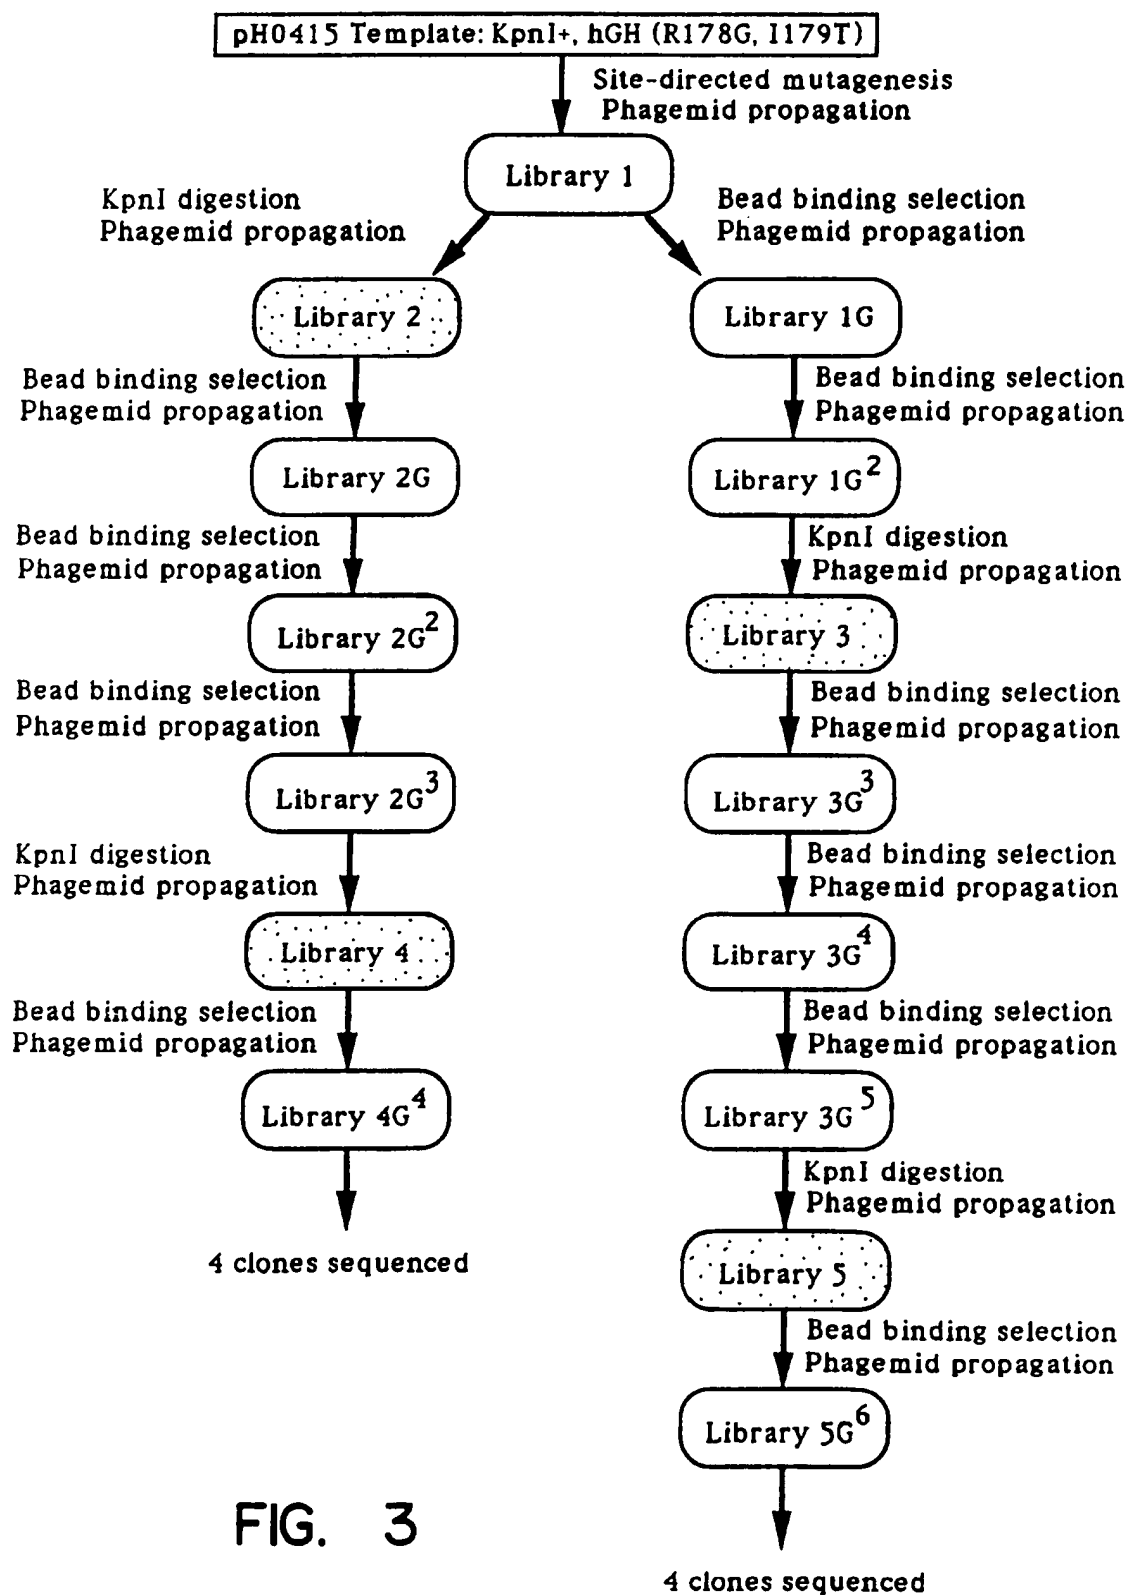 pH0415 Template: KpnI+, hGH (R178G, I179T)
Site-directed mutagenesis
Phagemid propagation
Library 1
KpnI digestion
Phagemid propagation
Bead binding selection
Phagemid propagation
Library 2
Library 1G
Bead binding selection
Phagemid propagation
Bead binding selection
Phagemid propagation
Library 2G
Library 1G²
Bead binding selection
Phagemid propagation
KpnI digestion
Phagemid propagation
Library 2G²
Library 3
Bead binding selection
Phagemid propagation
Bead binding selection
Phagemid propagation
Library 2G³
Library 3G³
KpnI digestion
Phagemid propagation
Bead binding selection
Phagemid propagation
Library 4
Library 3G⁴
Bead binding selection
Phagemid propagation
Bead binding selection
Phagemid propagation
Library 4G⁴
Library 3G⁵
KpnI digestion
Phagemid propagation
4 clones sequenced
Library 5
Bead binding selection
Phagemid propagation
Library 5G⁶
FIG. 3
4 clones sequenced